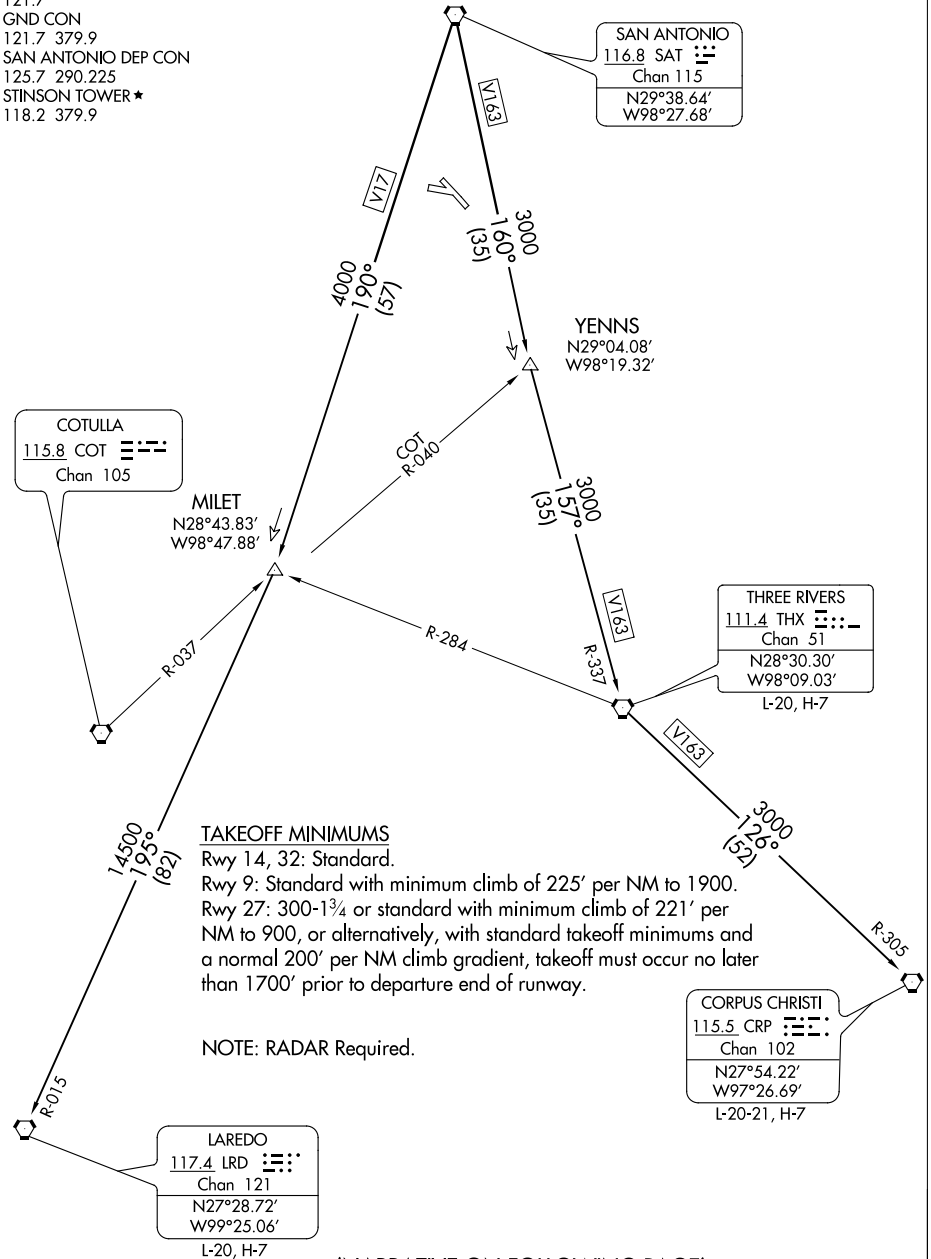 121.7
GND CON
121.7 379.9
SAN ANTONIO DEP CON
125.7 290.225
STINSON TOWER★
118.2 379.9
SAN ANTONIO
116.8 SAT
Chan 115
N29°38.64'
W98°27.68'
V163
V17
3000
160°
(35)
4000
190°
(57)
YENNS
N29°04.08'
W98°19.32'
COTULLA
115.8 COT
Chan 105
COT
R-040
MILET
N28°43.83'
W98°47.88'
3000
157°
(35)
V163
THREE RIVERS
111.4 THX
Chan 51
N28°30.30'
W98°09.03'
L-20, H-7
R-037
R-284
R-337
V163
3000
126°
(52)
14500
195°
(82)
TAKEOFF MINIMUMS
Rwy 14, 32: Standard.
Rwy 9: Standard with minimum climb of 225' per NM to 1900.
Rwy 27: 300-1¾ or standard with minimum climb of 221' per
NM to 900, or alternatively, with standard takeoff minimums and
a normal 200' per NM climb gradient, takeoff must occur no later
than 1700' prior to departure end of runway.
R-305
CORPUS CHRISTI
115.5 CRP
Chan 102
N27°54.22'
W97°26.69'
L-20-21, H-7
NOTE: RADAR Required.
R-015
LAREDO
117.4 LRD
Chan 121
N27°28.72'
W99°25.06'
L-20, H-7